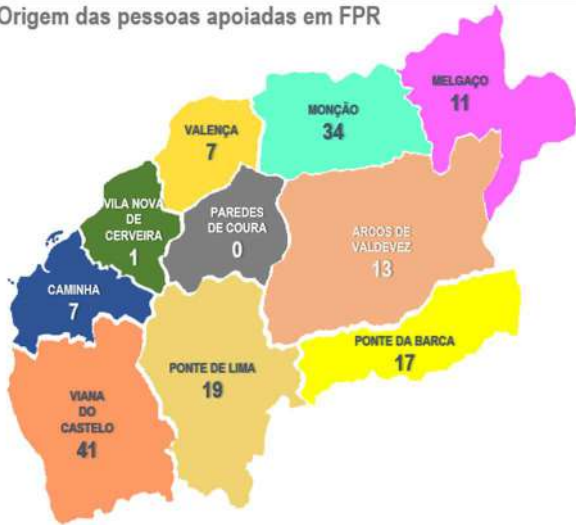 Origem das pessoas apoiadas em FPR
MELGAÇO
11
MONÇÃO
34
VALENÇA
7
VILA NOVA
DE
CERVEIRA
1
PAREDES
DE COURA
0
ARCOS DE
VALDEVEZ
13
CAMINHA
7
PONTE DA BARCA
17
PONTE DE LIMA
19
VIANA
DO
CASTELO
41